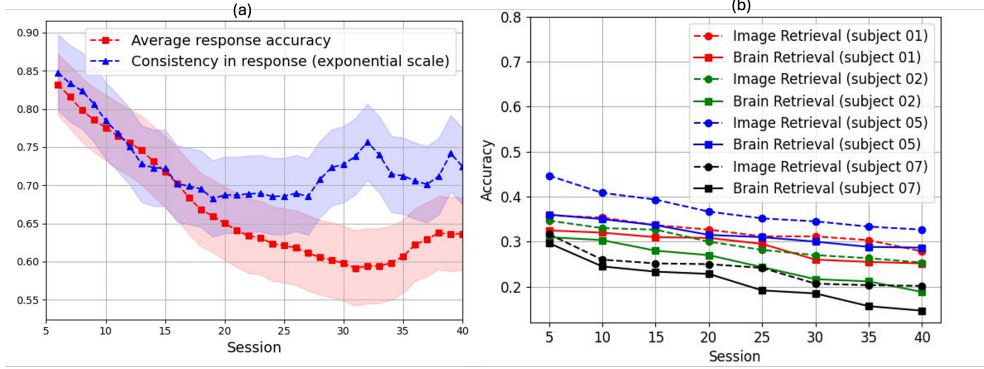 (a)
0.90
0.85
0.80
0.75
0.70
0.65
0.60
0.55
Average response accuracy
Consistency in response (exponential scale)
5 10 15 20 25 30 35 40
Session
(b)
0.8
0.7
0.6
0.5
0.4
0.3
0.2
Accuracy
Image Retrieval (subject 01)
Brain Retrieval (subject 01)
Image Retrieval (subject 02)
Brain Retrieval (subject 02)
Image Retrieval (subject 05)
Brain Retrieval (subject 05)
Image Retrieval (subject 07)
Brain Retrieval (subject 07)
5 10 15 20 25 30 35 40
Session